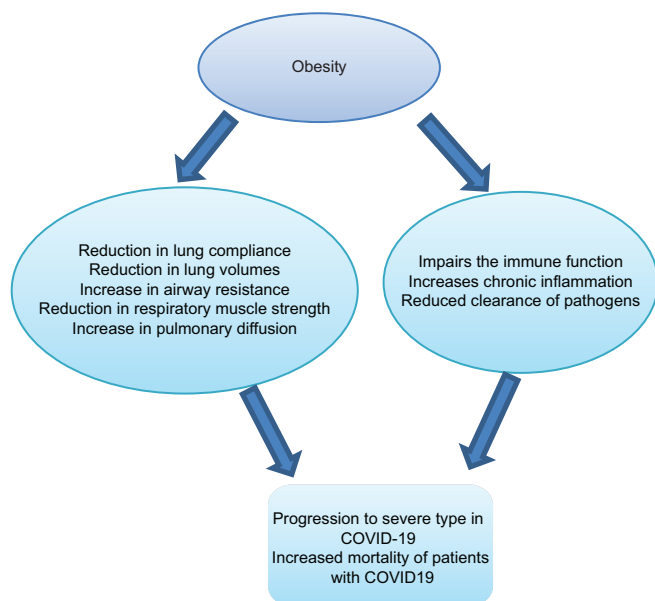 Obesity
Reduction in lung compliance
Reduction in lung volumes
Increase in airway resistance
Reduction in respiratory muscle strength
Increase in pulmonary diffusion
Impairs the immune function
Increases chronic inflammation
Reduced clearance of pathogens
Progression to severe type in
COVID-19
Increased mortality of patients
with COVID19